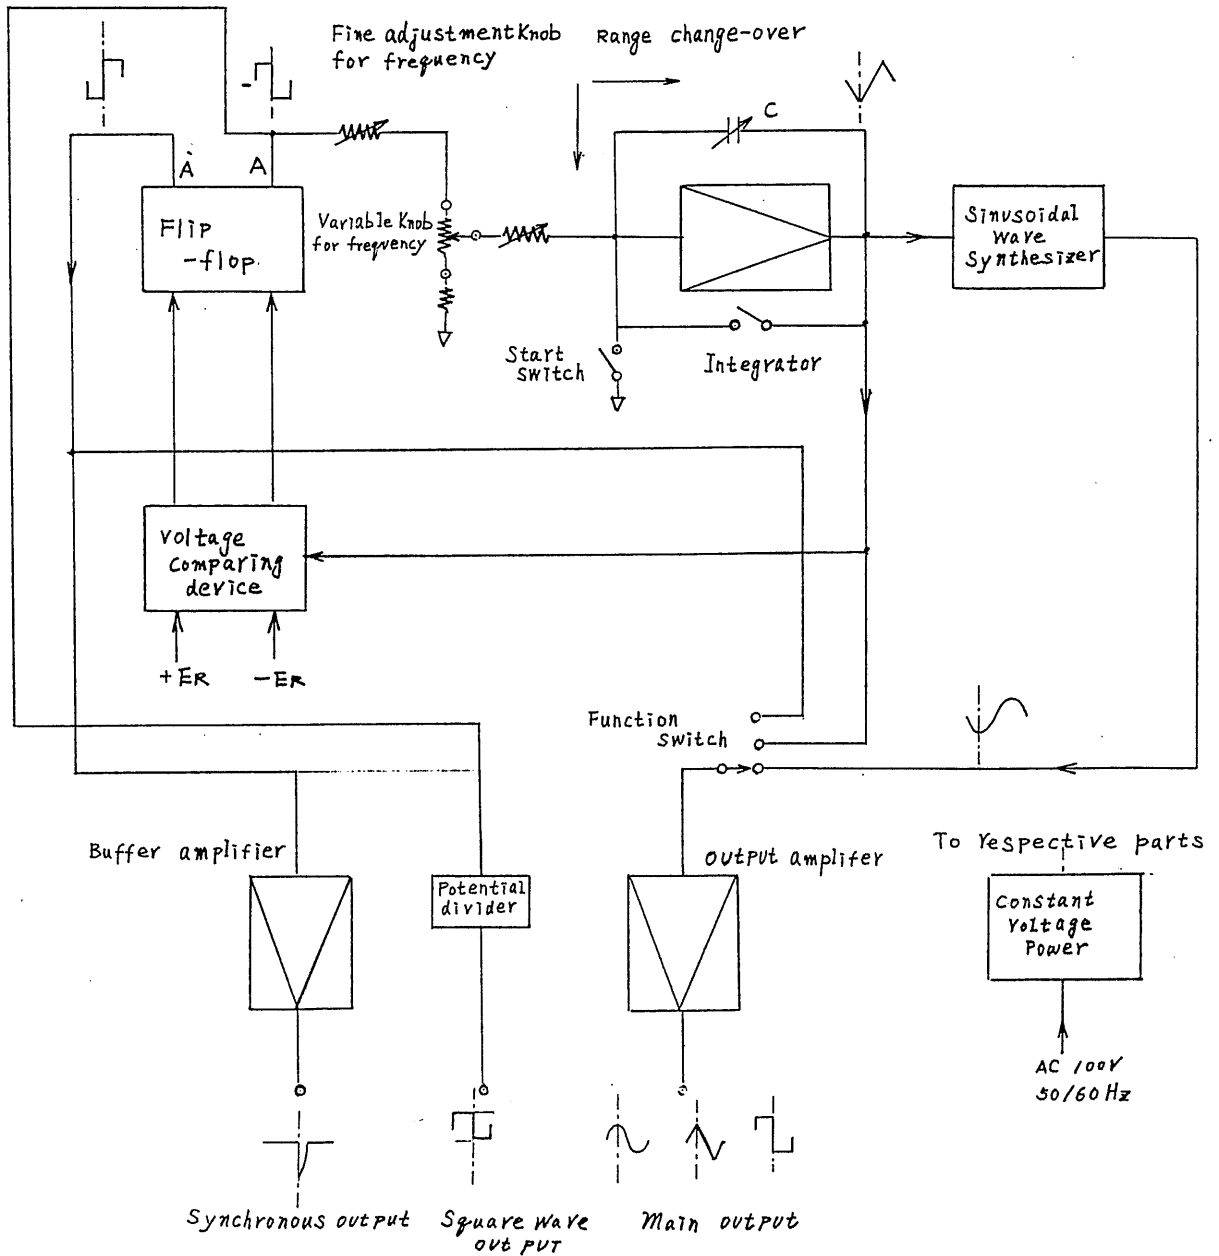 Fine adjustment Knob
for frequency
Range change-over
C
Ȧ
A
Flip
-flop.
Variable Knob
for frequency
Sinusoidal
Wave
Synthesizer
Start
switch
Integrator
Voltage
comparing
device
+ER
-ER
Function
switch
Buffer amplifier
Potential
divider
output amplifer
To respective parts
Constant
Voltage
Power
AC 100V
50/60 Hz
Synchronous output
Square wave
output
Main output